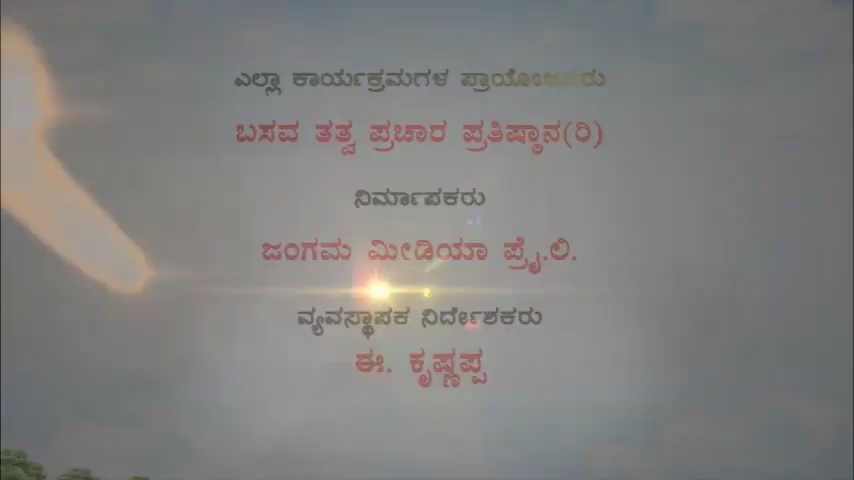 ಎಲ್ಲಾ ಕಾರ್ಯಕ್ರಮಗಳ ಪ್ರಾಯೋಜಕರು
ಬಸವ ತತ್ವ ಪ್ರಚಾರ ಪ್ರತಿಷ್ಠಾನ(ರಿ)
ನಿರ್ಮಾಪಕರು
ಜಂಗಮ ಮೀಡಿಯಾ ಪ್ರೈ.ಲಿ.
ವ್ಯವಸ್ಥಾಪಕ ನಿರ್ದೇಶಕರು
ಈ. ಕೃಷ್ಣಪ್ಪ